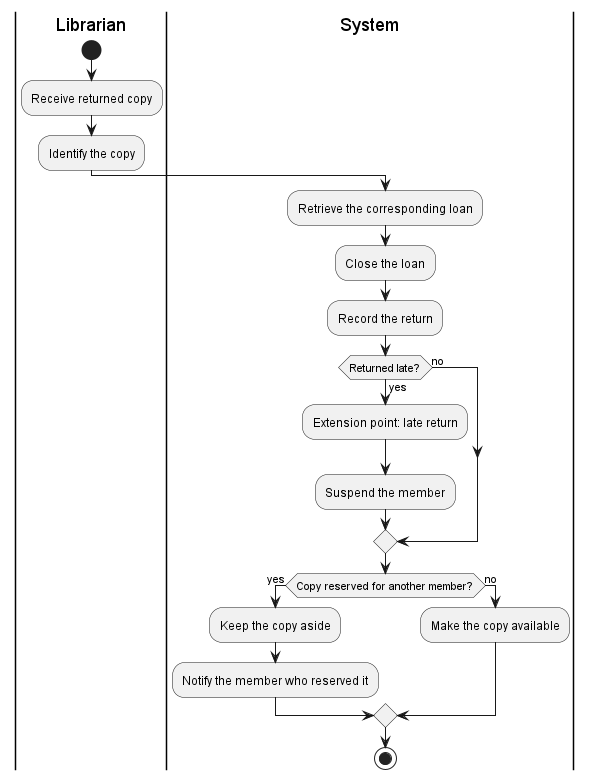 Librarian
System
Receive returned copy
Identify the copy
Retrieve the corresponding loan
Close the loan
Record the return
Returned late?
no
yes
Extension point: late return
Suspend the member
yes
Copy reserved for another member?
no
Keep the copy aside
Make the copy available
Notify the member who reserved it